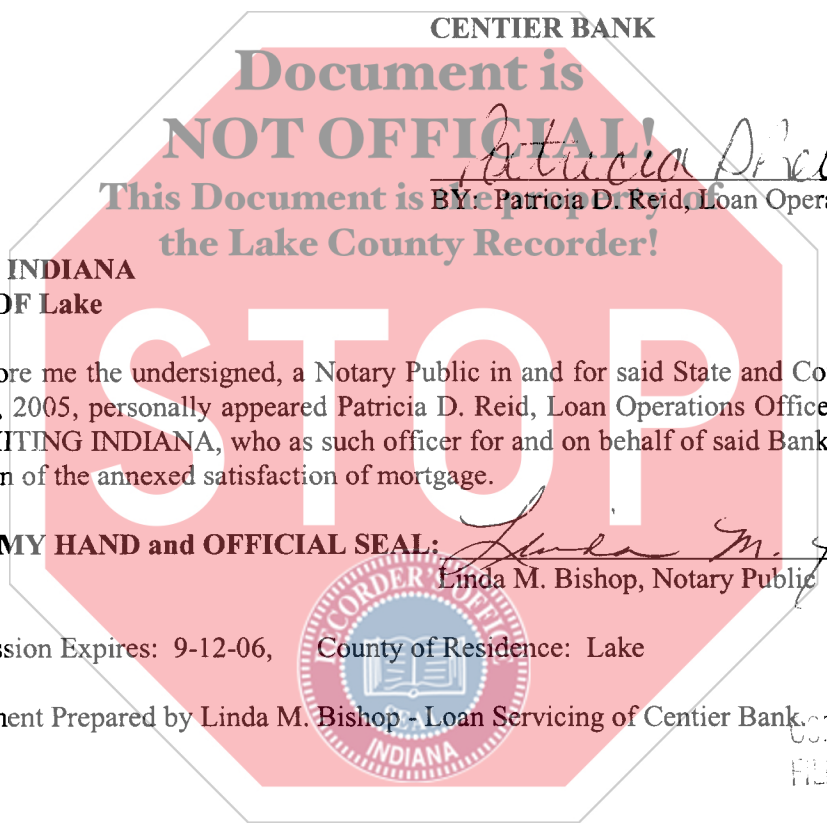 CENTIER BANK
Document is
NOT OFFICIAL!
Patricia D. Rei
This Document is the property of
BY: Patricia D. Reid, Loan Opera
the Lake County Recorder!
INDIANA
OF Lake
STOP
ore me the undersigned, a Notary Public in and for said State and Co
, 2005, personally appeared Patricia D. Reid, Loan Operations Office
ITING INDIANA, who as such officer for and on behalf of said Bank
n of the annexed satisfaction of mortgage.
MY HAND and OFFICIAL SEAL:
Linda M.
Linda M. Bishop, Notary Public
RECORDER'S OFFICE
SEAL
INDIANA
ssion Expires: 9-12-06, County of Residence: Lake
nent Prepared by Linda M. Bishop - Loan Servicing of Centier Bank.